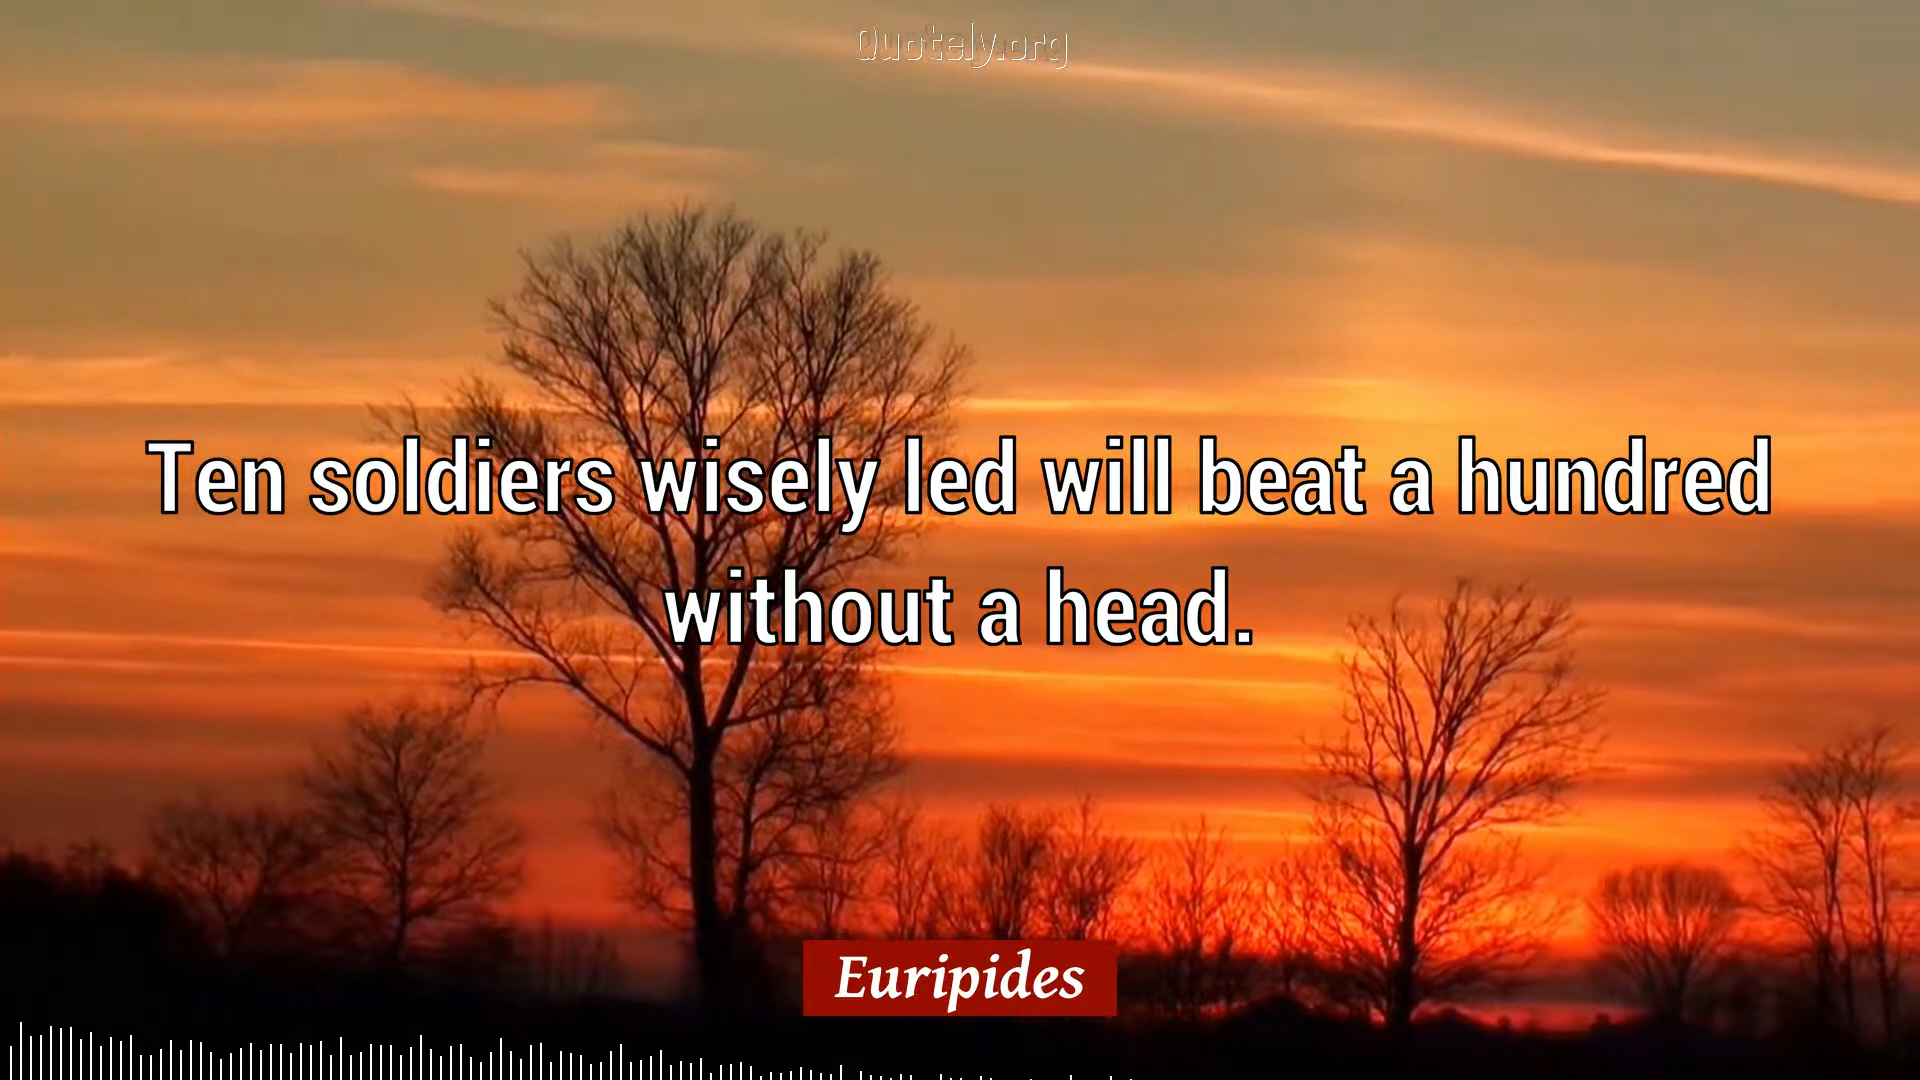 Quotely.org
Ten soldiers wisely led will beat a hundred
without a head.
Euripides